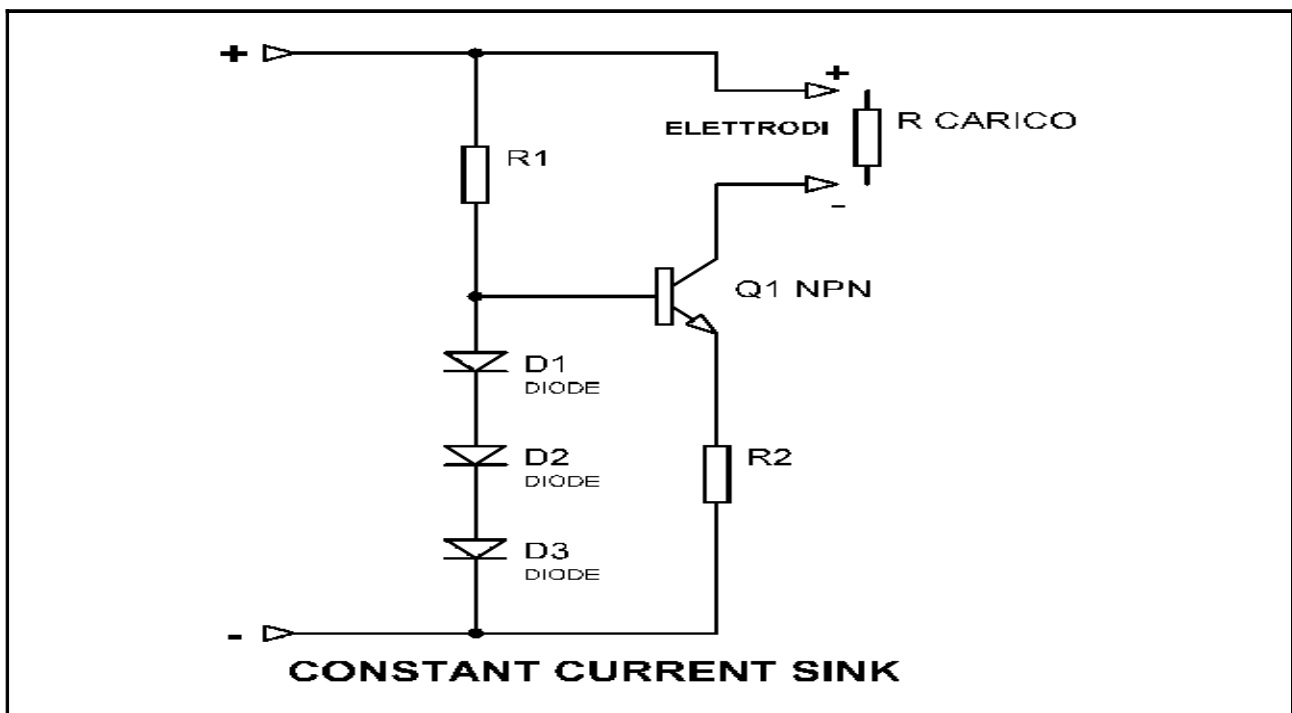 +
+
ELETTRODI
R CARICO
R1
-
Q1 NPN
D1
DIODE
D2
DIODE
R2
D3
DIODE
-
CONSTANT CURRENT SINK